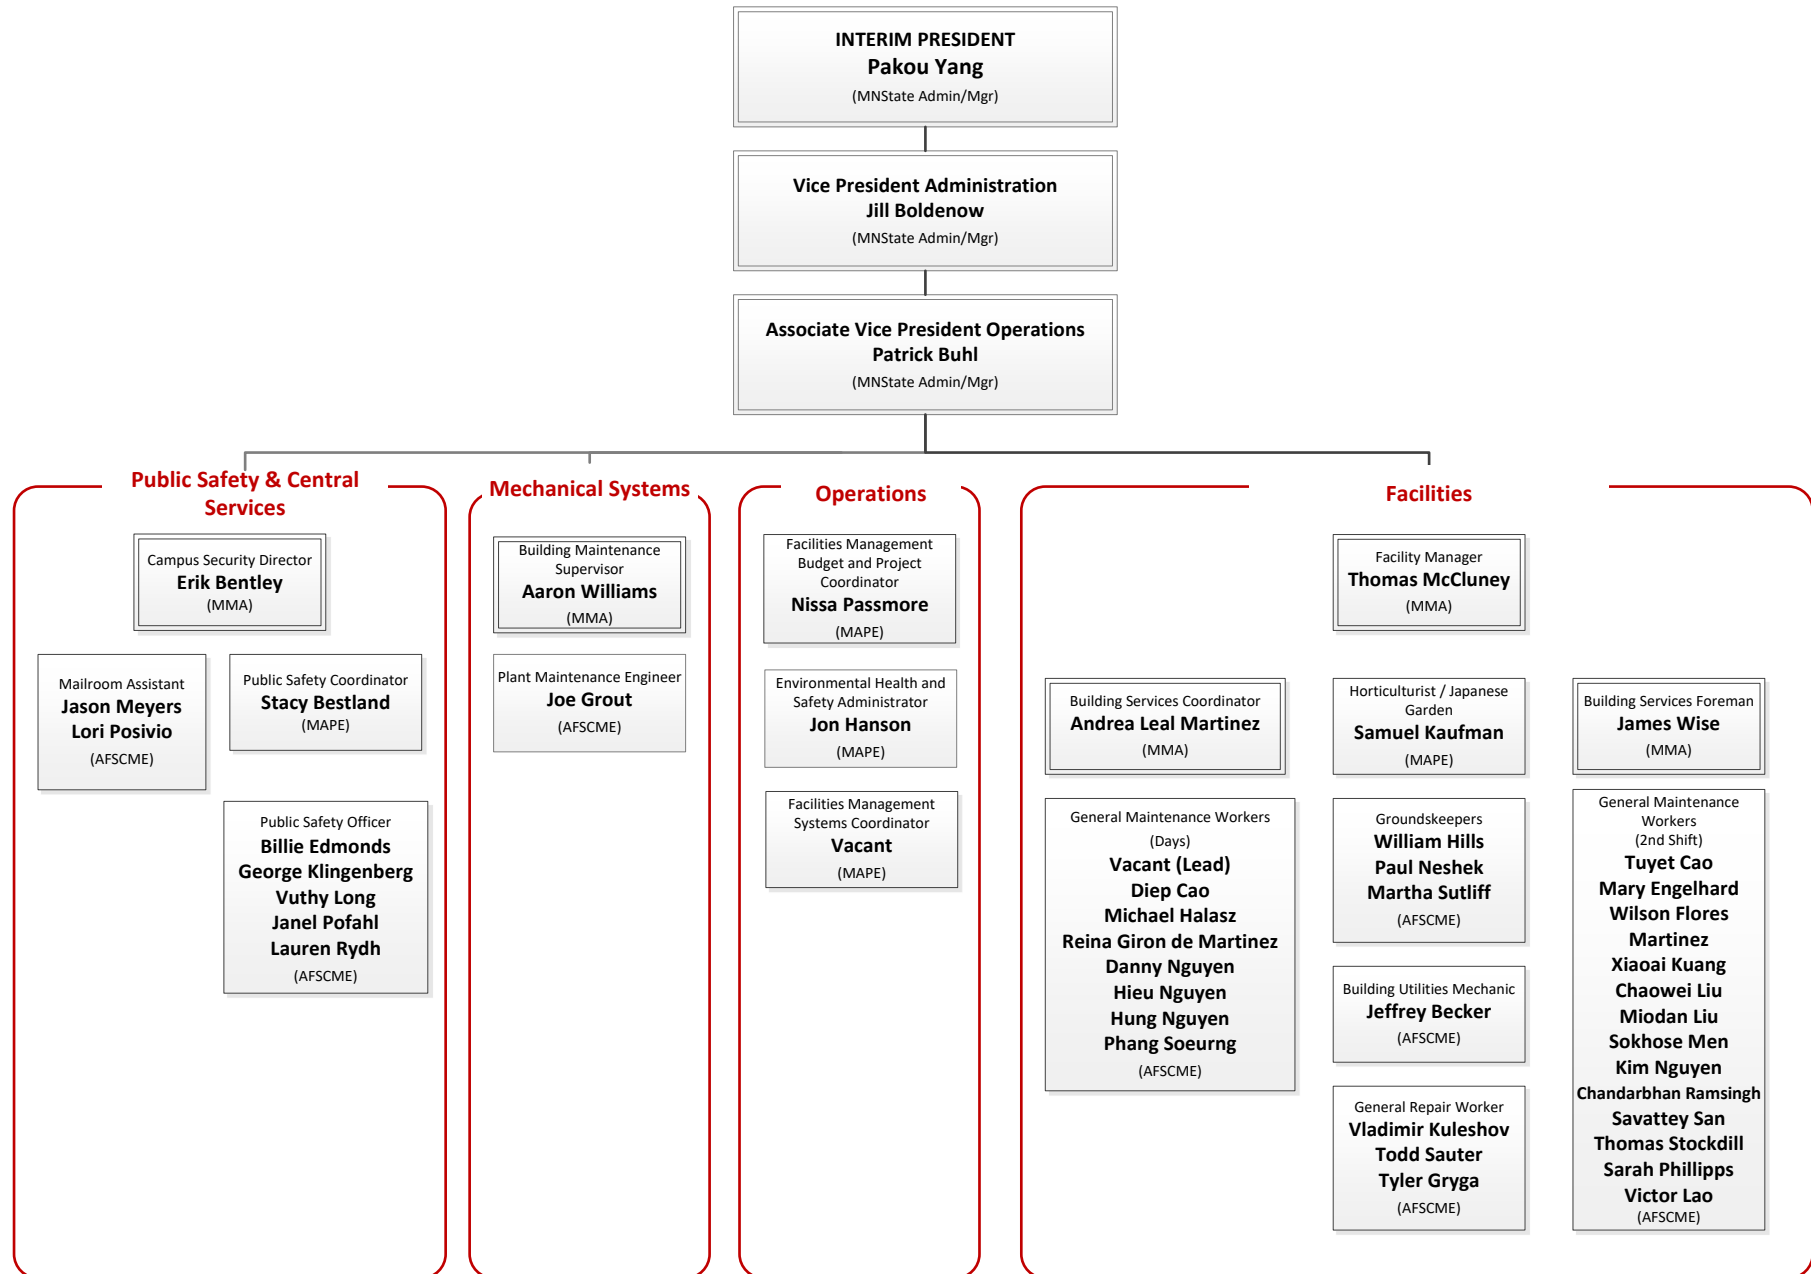 INTERIM PRESIDENT
Pakou Yang
(MNState Admin/Mgr)
Vice President Administration
Jill Boldenow
(MNState Admin/Mgr)
Associate Vice President Operations
Patrick Buhl
(MNState Admin/Mgr)
Public Safety & Central
Services
Campus Security Director
Erik Bentley
(MMA)
Mailroom Assistant
Jason Meyers
Lori Posivio
(AFSCME)
Public Safety Coordinator
Stacy Bestland
(MAPE)
Public Safety Officer
Billie Edmonds
George Klingenberg
Vuthy Long
Janel Pofahl
Lauren Rydh
(AFSCME)
Mechanical Systems
Building Maintenance
Supervisor
Aaron Williams
(MMA)
Plant Maintenance Engineer
Joe Grout
(AFSCME)
Operations
Facilities Management
Budget and Project
Coordinator
Nissa Passmore
(MAPE)
Environmental Health and
Safety Administrator
Jon Hanson
(MAPE)
Facilities Management
Systems Coordinator
Vacant
(MAPE)
Facilities
Facility Manager
Thomas McCluney
(MMA)
Building Services Coordinator
Andrea Leal Martinez
(MMA)
General Maintenance Workers
(Days)
Vacant (Lead)
Diep Cao
Michael Halasz
Reina Giron de Martinez
Danny Nguyen
Hieu Nguyen
Hung Nguyen
Phang Soeurng
(AFSCME)
Horticulturist / Japanese
Garden
Samuel Kaufman
(MAPE)
Groundskeepers
William Hills
Paul Neshek
Martha Sutliff
(AFSCME)
Building Utilities Mechanic
Jeffrey Becker
(AFSCME)
General Repair Worker
Vladimir Kuleshov
Todd Sauter
Tyler Gryga
(AFSCME)
Building Services Foreman
James Wise
(MMA)
General Maintenance
Workers
(2nd Shift)
Tuyet Cao
Mary Engelhard
Wilson Flores
Martinez
Xiaoai Kuang
Chaowei Liu
Miodan Liu
Sokhose Men
Kim Nguyen
Chandarbhan Ramsingh
Savattey San
Thomas Stockdill
Sarah Phillipps
Victor Lao
(AFSCME)